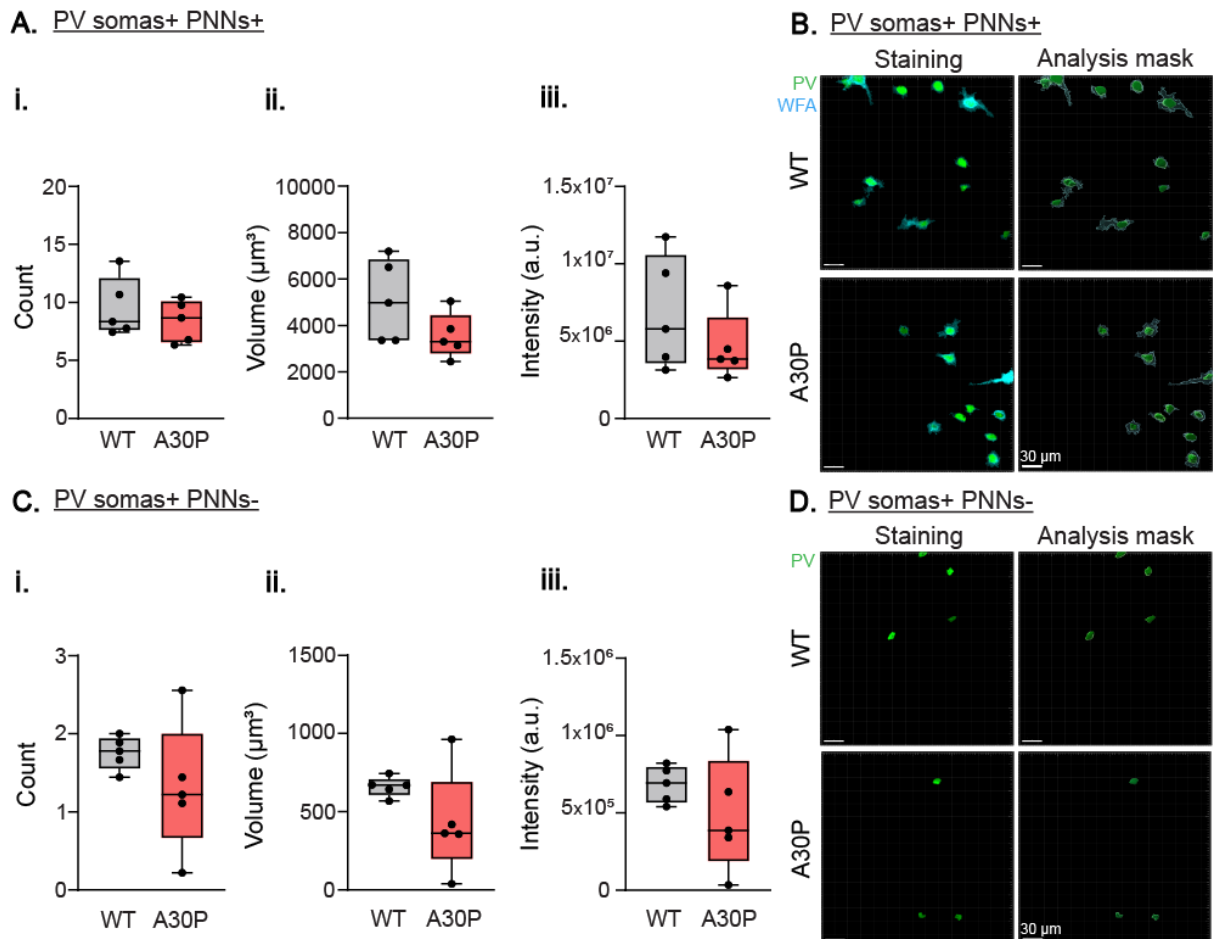 A. PV somas+ PNNs+
i.
ii.
iii.
Count
20
15
10
5
0
WT A30P
Volume (µm³)
10000
8000
6000
4000
2000
0
WT A30P
Intensity (a.u.)
1.5x10⁷
1x10⁷
5x10⁶
0
WT A30P
B. PV somas+ PNNs+
Staining Analysis mask
PV
WFA
WT
A30P
30 µm
C. PV somas+ PNNs-
i.
ii.
iii.
Count
3
2
1
0
WT A30P
Volume (µm³)
1500
1000
500
0
WT A30P
Intensity (a.u.)
1.5x10⁶
1x10⁶
5x10⁵
0
WT A30P
D. PV somas+ PNNs-
Staining Analysis mask
PV
WT
A30P
30 µm